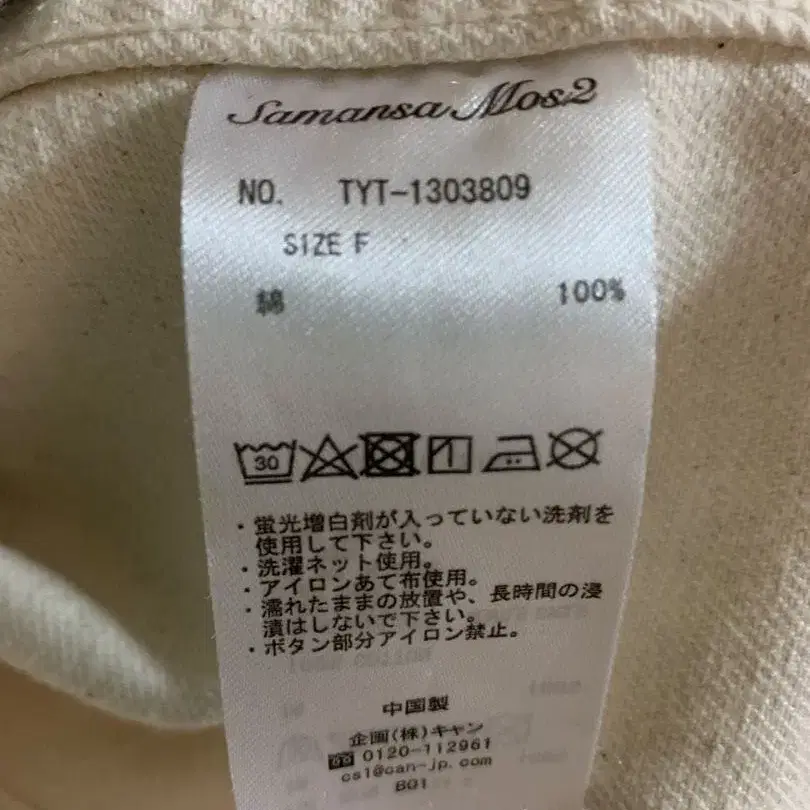 Samansa Mos2
NO. TYT-1303809
SIZE F
綿 100%
30
・蛍光増白剤が入っていない洗剤を
使用して下さい。
・洗濯ネット使用。
・アイロンあて布使用。
・濡れたままの放置や、長時間の浸
漬はしないで下さい。
・ボタン部分アイロン禁止。
中国製
企画(株)キャン
0120-112961
cs1@can-jp.com
B01